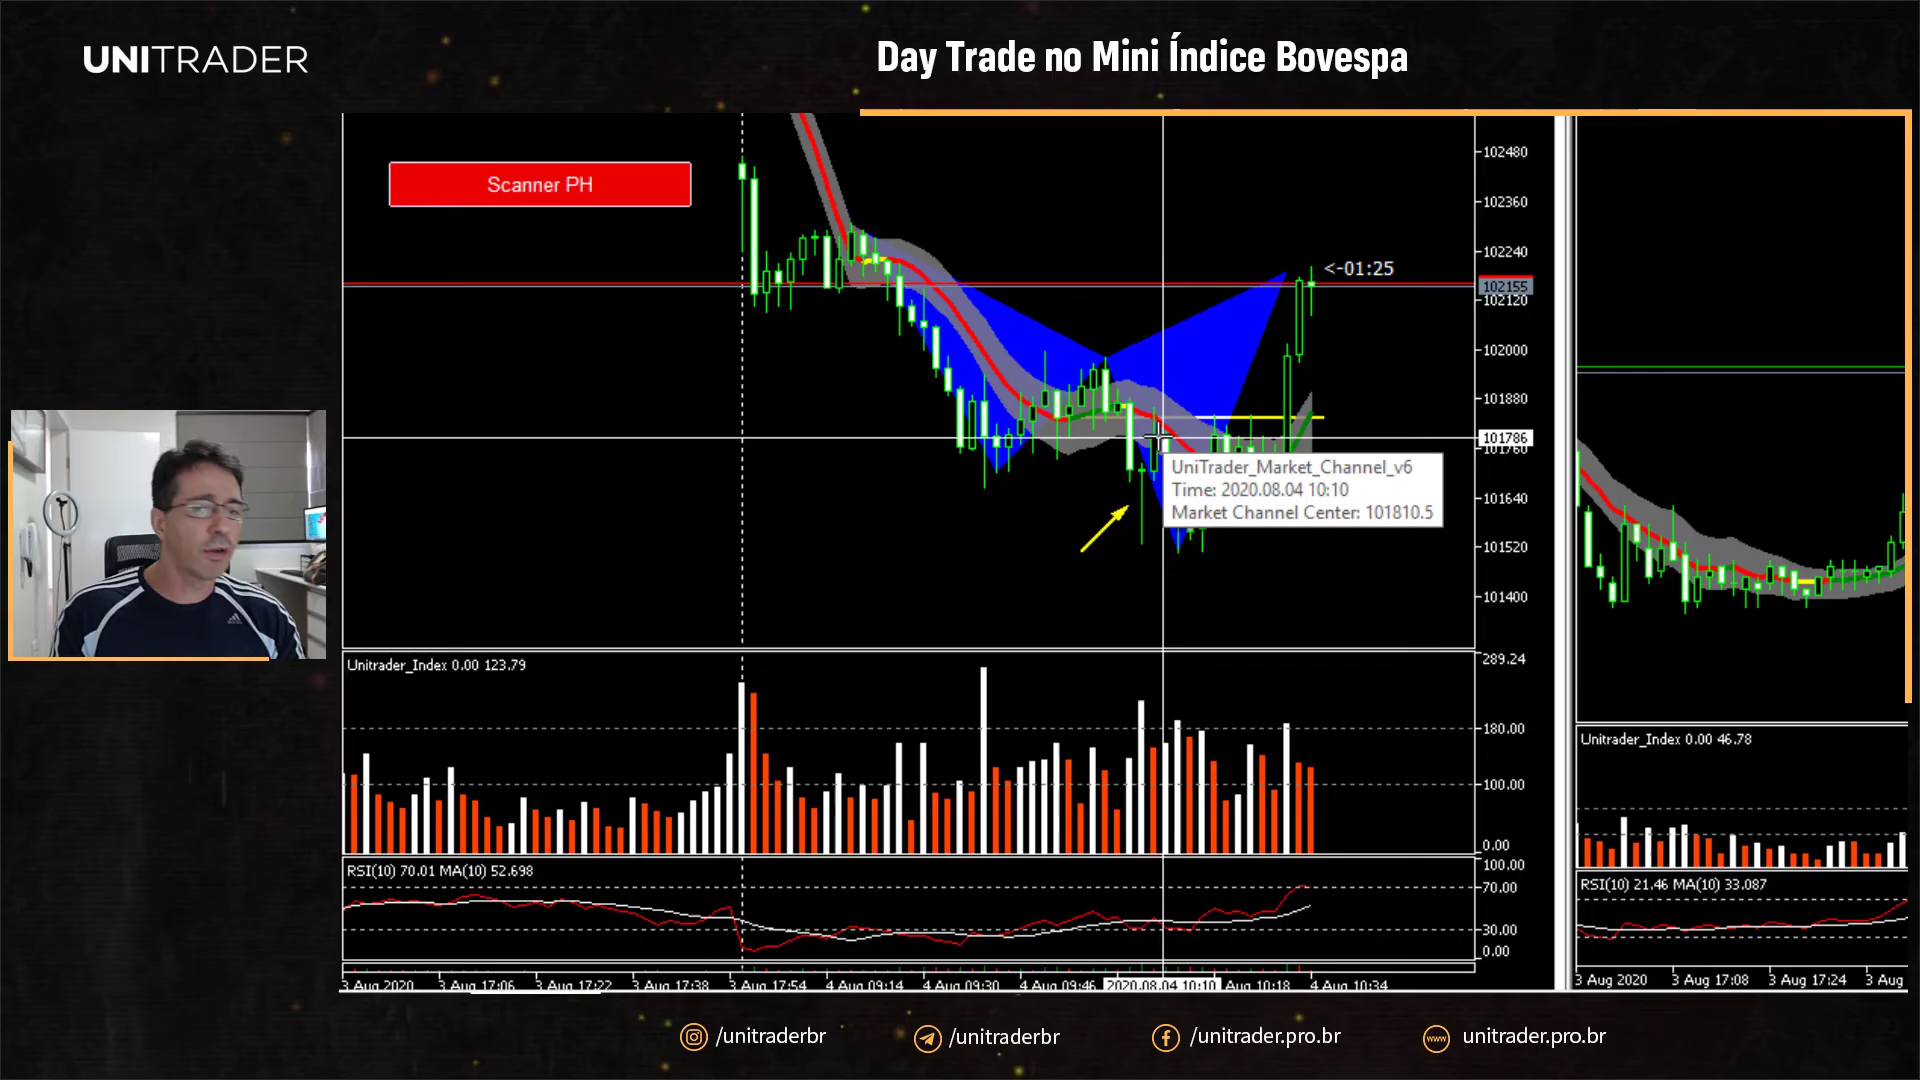 UNITRADER
Day Trade no Mini Índice Bovespa
Scanner PH
<-01:25
102480
102360
102240
102155
102120
102000
101880
101786
101760
101640
101520
101400
UniTrader_Market_Channel_v6
Time: 2020.08.04 10:10
Market Channel Center: 101810.5
Unitrader_Index 0.00 123.79
289.24
180.00
100.00
0.00
RSI(10) 70.01 MA(10) 52.698
100.00
70.00
30.00
0.00
3 Aug 2020 3 Aug 17:06 3 Aug 17:22 3 Aug 17:38 3 Aug 17:54 4 Aug 09:14 4 Aug 09:30 4 Aug 09:46 2020.08.04 10:10 Aug 10:18 4 Aug 10:34
Unitrader_Index 0.00 46.78
RSI(10) 21.46 MA(10) 33.087
3 Aug 2020 3 Aug 17:08 3 Aug 17:24 3 Aug
/unitraderbr /unitraderbr /unitrader.pro.br www unitrader.pro.br